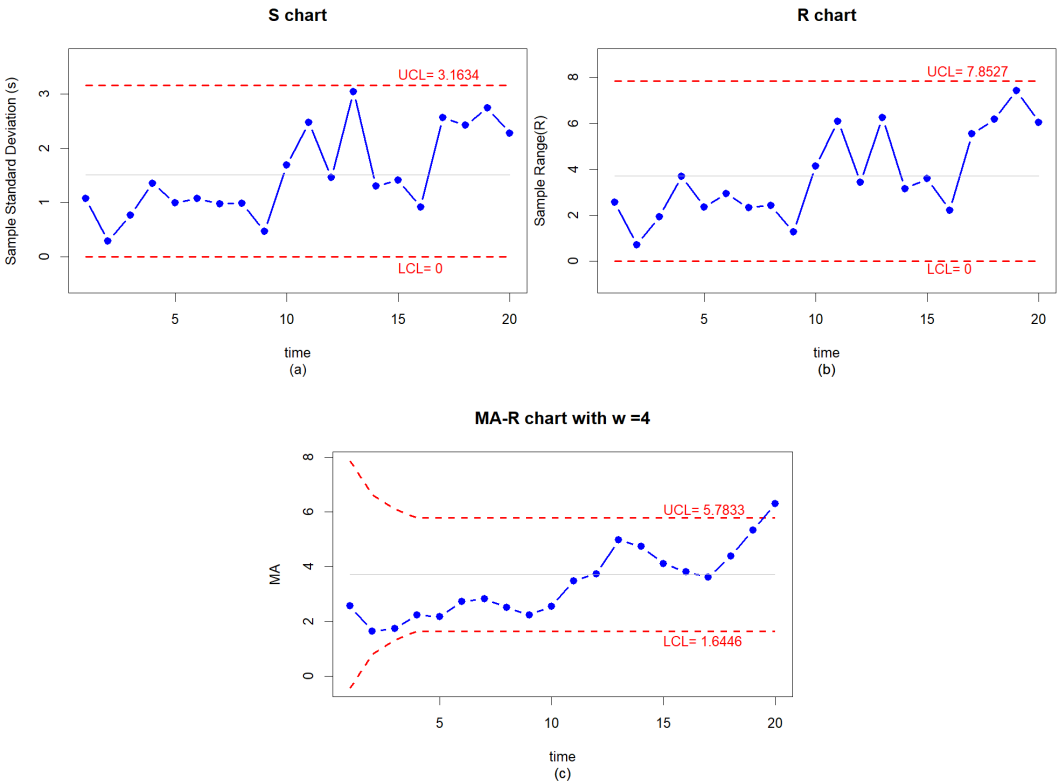 S chart
UCL= 3.1634
3
2
1
0
Sample Standard Deviation (s)
LCL= 0
5
10
15
20
time
(a)
R chart
UCL= 7.8527
8
6
4
2
0
Sample Range(R)
LCL= 0
5
10
15
20
time
(b)
MA-R chart with w =4
8
6
4
2
0
MA
UCL= 5.7833
LCL= 1.6446
5
10
15
20
time
(c)